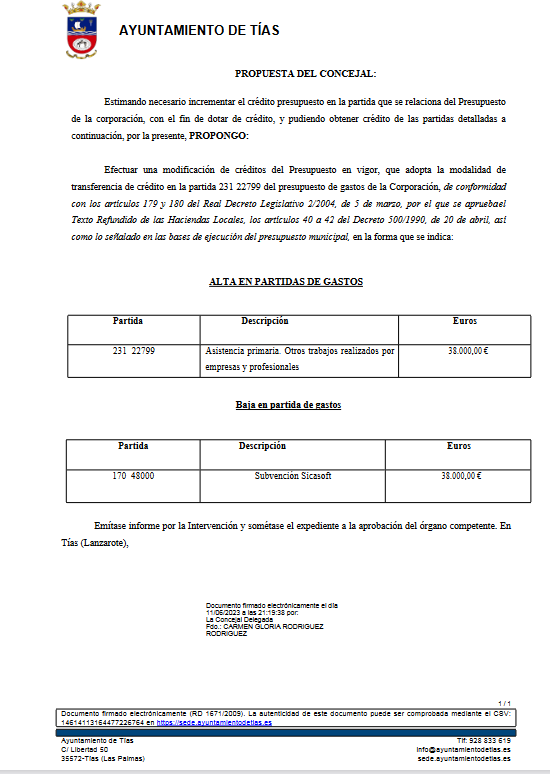 AYUNTAMIENTO DE TÍAS
PROPUESTA DEL CONCEJAL:
Estimando necesario incrementar el crédito presupuesto en la partida que se relaciona del Presupuesto
de la corporación, con el fin de dotar de crédito, y pudiendo obtener crédito de las partidas detalladas a
continuación, por la presente, PROPONGO:
Efectuar una modificación de créditos del Presupuesto en vigor, que adopta la modalidad de
transferencia de crédito en la partida 231 22799 del presupuesto de gastos de la Corporación, de conformidad
con los artículos 179 y 180 del Real Decreto Legislativo 2/2004, de 5 de marzo, por el que se apruebael
Texto Refundido de las Haciendas Locales, los artículos 40 a 42 del Decreto 500/1990, de 20 de abril, así
como lo señalado en las bases de ejecución del presupuesto municipal, en la forma que se indica:
ALTA EN PARTIDAS DE GASTOS
Partida Descripción Euros
231 22799 Asistencia primaria. Otros trabajos realizados por 38.000,00 €
empresas y profesionales
Baja en partida de gastos
Partida Descripción Euros
170 48000 Subvención Sicasoft 38.000,00 €
Emítase informe por la Intervención y sométase el expediente a la aprobación del órgano competente. En
Tías (Lanzarote),
Documento firmado electrónicamente el día
11/06/2023 a las 21:19:38 por:
La Concejal Delegada
Fdo.: CARMEN GLORIA RODRIGUEZ
RODRIGUEZ
1 / 1
Documento firmado electrónicamente (RD 1671/2009). La autenticidad de este documento puede ser comprobada mediante el CSV:
14614113164477226764 en https://sede.ayuntamientodetias.es
Ayuntamiento de Tías Tlf: 928 833 619
C/ Libertad 50 info@ayuntamientodetias.es
35572-Tías (Las Palmas) sede.ayuntamientodetias.es